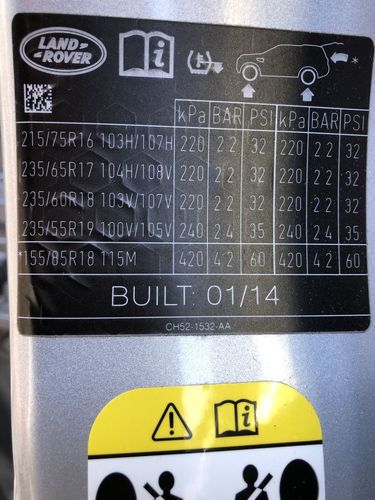 LAND-
ROVER
kPa BAR PSI kPa BAR PSI
215/75R16 103H/107H 220 2.2 32 220 2.2 32
235/65R17 104H/108V 220 2.2 32 220 2.2 32
235/60R18 103V/107V 220 2.2 32 220 2.2 32
235/55R19 100V/105V 240 2.4 35 240 2.4 35
*155/85R18 115M 420 4.2 60 420 4.2 60
BUILT: 01/14
CH52-1532-AA